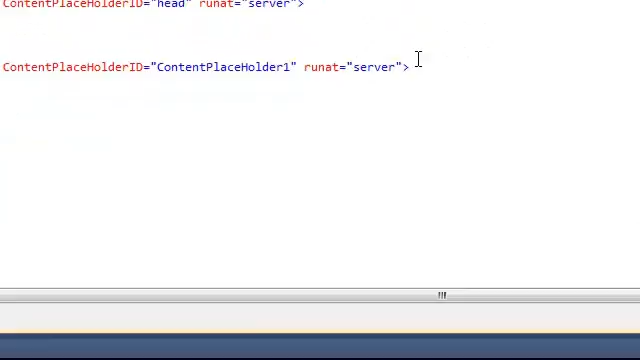 ContentPlaceHolderID="head" runat="server">
ContentPlaceHolderID="ContentPlaceHolder1" runat="server">